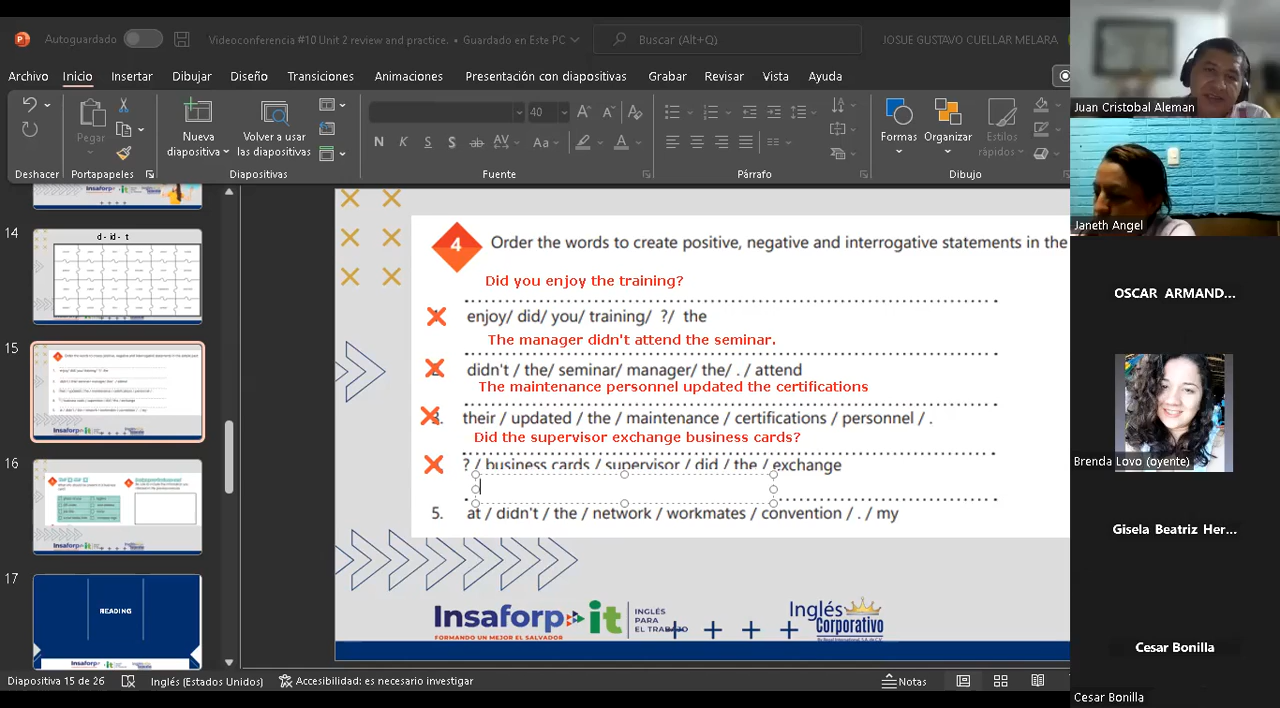 Autoguardado
Videoconferencia #10 Unit 2 review and practice. • Guardado en Este PC
Buscar (Alt+Q)
JOSUE GUSTAVO CUELLAR MELARA
Archivo Inicio Insertar Dibujar Diseño Transiciones Animaciones Presentación con diapositivas Grabar Revisar Vista Ayuda
Pegar
Nueva diapositiva
Volver a usar las diapositivas
40
N K S S ab AV Aa A
Formas
Organizar
Estilos rápidos
Deshacer Portapapeles Diapositivas Fuente Párrafo Dibujo
14
d - id - t
15
16
17
READING
4
Order the words to create positive, negative and interrogative statements in the
Did you enjoy the training?
enjoy/ did/ you/ training/ ?/ the
The manager didn't attend the seminar.
didn't / the/ seminar/ manager/ the/ . / attend
The maintenance personnel updated the certifications
their / updated / the / maintenance / certifications / personnel / .
Did the supervisor exchange business cards?
? / business cards / supervisor / did / the / exchange
5. at / didn't / the / network / workmates / convention / . / my
Insaforp it
FORMANDO UN MEJOR EL SALVADOR
INGLÉS
PARA
EL TRABAJO
Inglés
Corporativo
Diapositiva 15 de 26
Inglés (Estados Unidos)
Accesibilidad: es necesario investigar
Notas
Juan Cristobal Aleman
Janeth Angel
OSCAR ARMAND...
Brenda Lovo (oyente)
Gisela Beatriz Her...
Cesar Bonilla
Cesar Bonilla